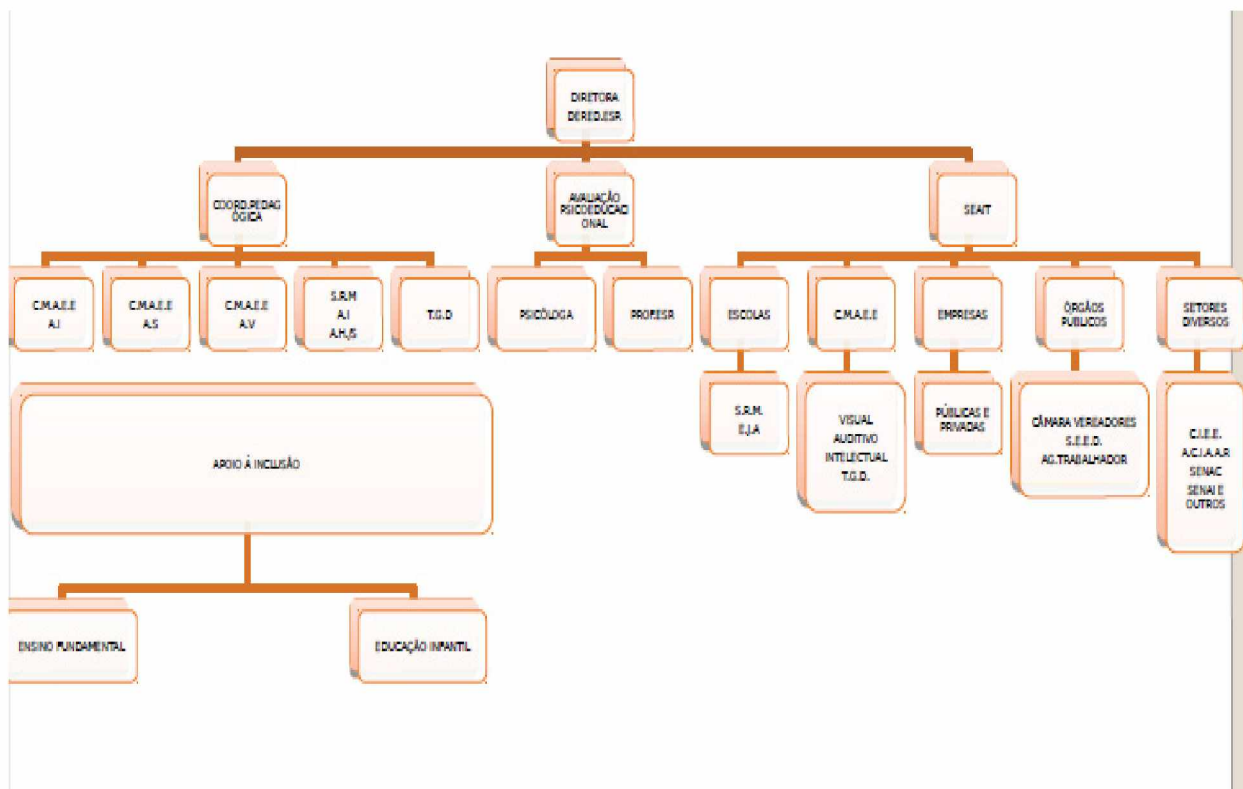 DIRETORA
DERED.ESR
COORD.PEDAG
ÓGICA
AVALIAÇÃO
PSICOEDUCACI
ONAL
SEAIT
C.M.A.E.E
A.I
C.M.A.E.E
A.S
C.M.A.E.E
A.V
S.R.M
A.I
A.H./S
T.G.D
PSICÓLOGA
PROF.ESR
ESCOLAS
C.M.A.E.E
EMPRESAS
ÓRGÃOS
PÚBLICOS
SETORES
DIVERSOS
S.R.M.
E.J.A
VISUAL
AUDITIVO
INTELECTUAL
T.G.D.
PÚBLICAS E
PRIVADAS
CÂMARA VEREADORES
S.E.E.D.
AG.TRABALHADOR
C.I.E.E.
A.C.I.A.A.R
SENAC
SENAI E
OUTROS
APOIO À INCLUSÃO
ENSINO FUNDAMENTAL
EDUCAÇÃO INFANTIL